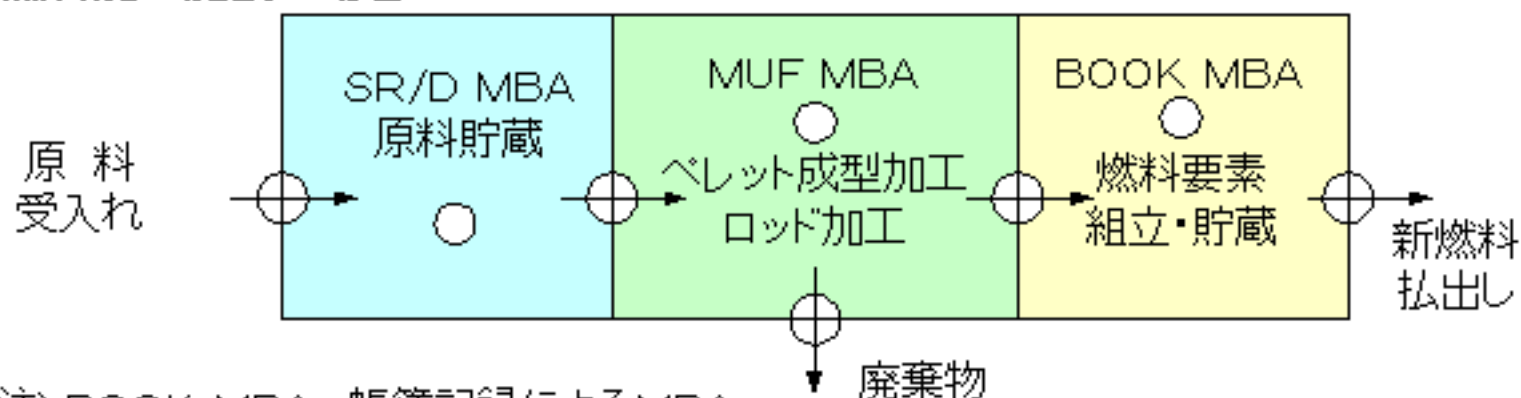 SR/D MBA
原料貯蔵
MUF MBA
ペレット成型加工
ロッド加工
BOOK MBA
燃料要素
組立・貯蔵
原 料
受入れ
新燃料
払出し
廃棄物